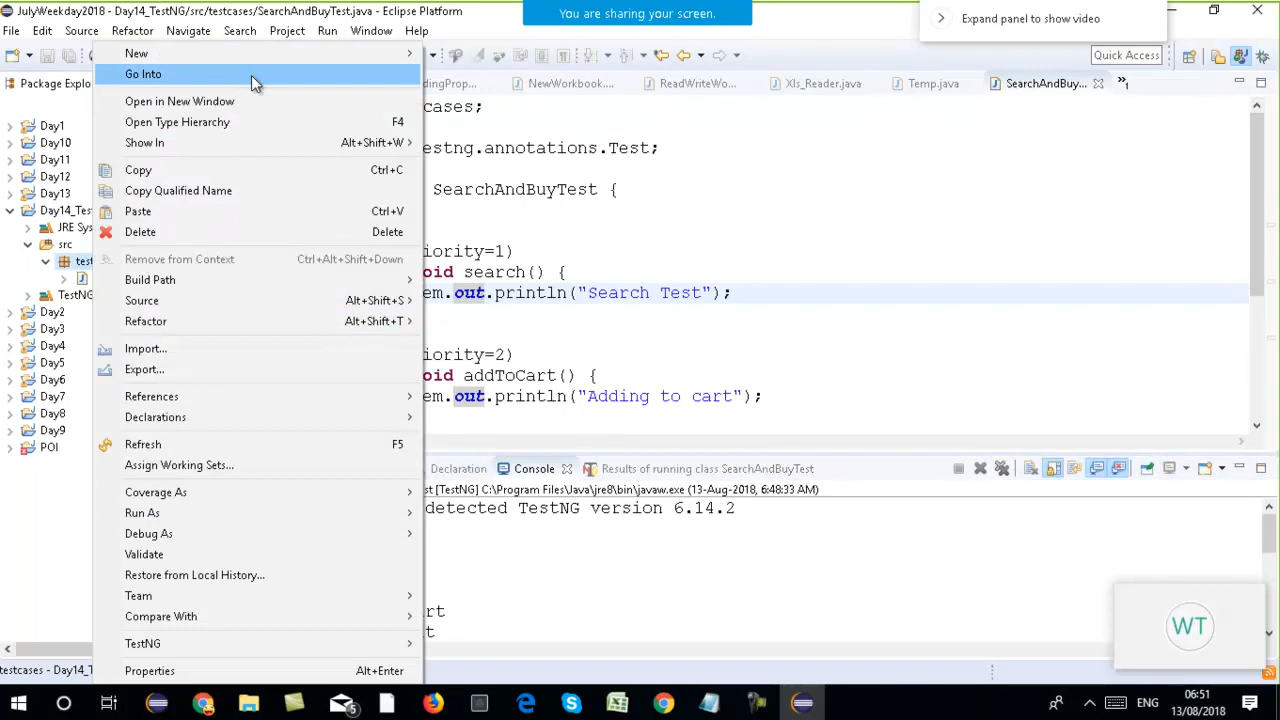 JulyWeekday2018 - Day14_TestNG/src/testcases/SearchAndBuyTest.java - Eclipse Platform
You are sharing your screen.
Expand panel to show video
File Edit Source Refactor Navigate Search Project Run Window Help
Quick Access
Package Explo
NewWorkbook....
ReadWriteWo...
Xls_Reader.java
Temp.java
SearchAndBuy...
1
Day1
Day10
Day11
Day12
Day13
Day14_Tes
JRE Sys
src
test
TestNG
Day2
Day3
Day4
Day5
Day6
Day7
Day8
Day9
POI
New
Go Into
Open in New Window
Open Type Hierarchy F4
Show In Alt+Shift+W
Copy Ctrl+C
Copy Qualified Name
Paste Ctrl+V
Delete Delete
Remove from Context Ctrl+Alt+Shift+Down
Build Path
Source Alt+Shift+S
Refactor Alt+Shift+T
Import...
Export...
References
Declarations
Refresh F5
Assign Working Sets...
Coverage As
Run As
Debug As
Validate
Restore from Local History...
Team
Compare With
TestNG
Properties Alt+Enter
cases;
estng.annotations.Test;
SearchAndBuyTest {
iority=1)
oid search() {
em.out.println("Search Test");
iority=2)
oid addToCart() {
em.out.println("Adding to cart");
Declaration
Console
Results of running class SearchAndBuyTest
t [TestNG] C:\Program Files\Java\jre8\bin\javaw.exe (13-Aug-2018, 6:48:33 AM)
detected TestNG version 6.14.2
rt
t
WT
testcases - Day14_T
5
ENG
06:51
13/08/2018